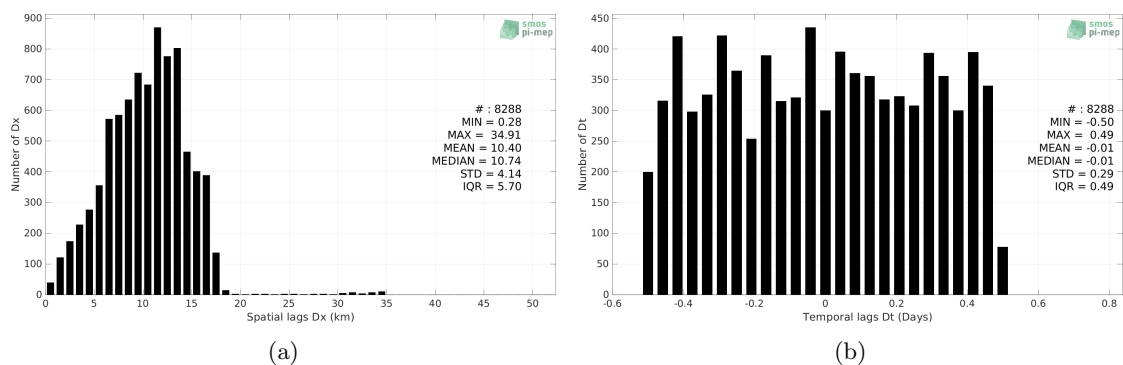 900
800
700
600
500
400
300
200
100
0
Number of Dx
0 5 10 15 20 25 30 35 40 45 50
Spatial lags Dx (km)
smos
pi-mep
# : 8288
MIN = 0.28
MAX = 34.91
MEAN = 10.40
MEDIAN = 10.74
STD = 4.14
IQR = 5.70
(a)
450
400
350
300
250
200
150
100
50
0
Number of Dt
-0.6 -0.4 -0.2 0 0.2 0.4 0.6 0.8
Temporal lags Dt (Days)
smos
pi-mep
# : 8288
MIN = -0.50
MAX = 0.49
MEAN = -0.01
MEDIAN = -0.01
STD = 0.29
IQR = 0.49
(b)